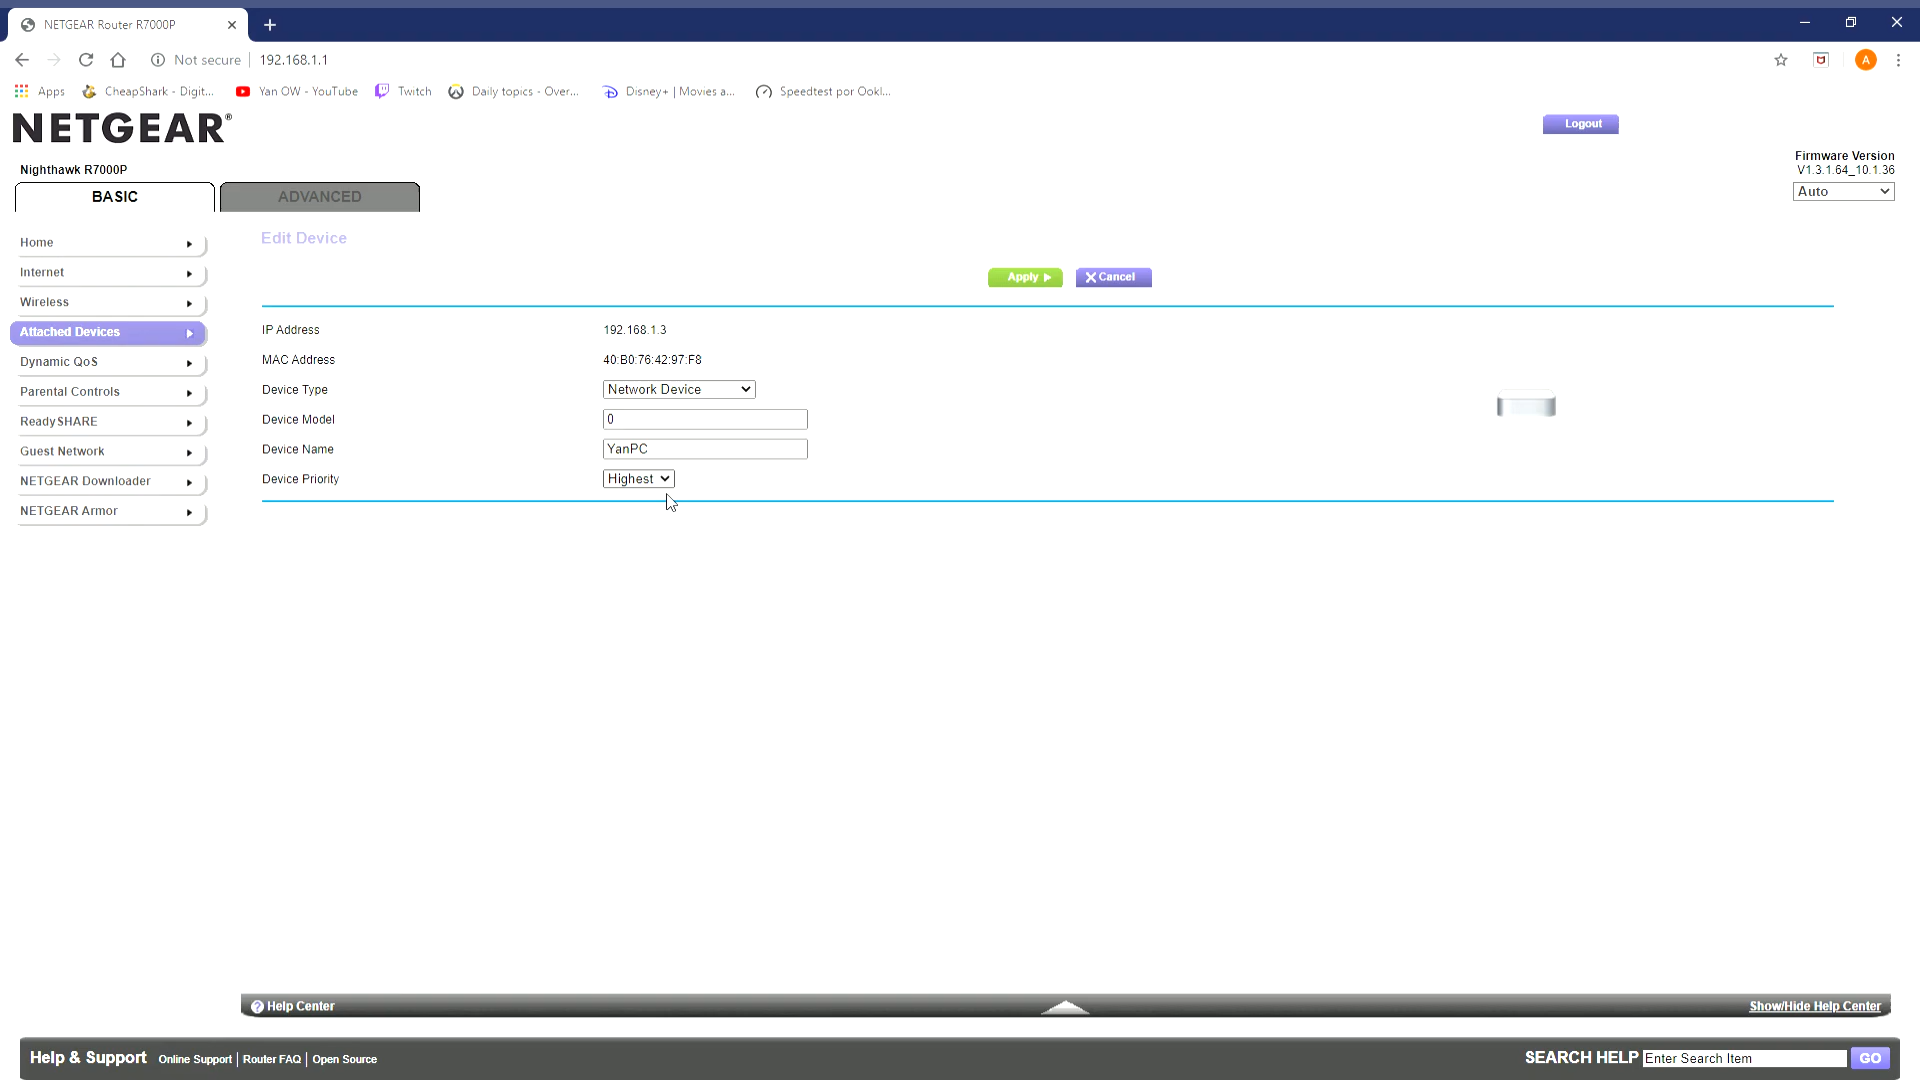 NETGEAR Router R7000P
Not secure
192.168.1.1
A
Apps
CheapShark - Digit...
Yan OW - YouTube
Twitch
Daily topics - Over...
Disney+ | Movies a...
Speedtest por Ookl...
NETGEAR®
Logout
Nighthawk R7000P
Firmware Version
V1.3.1.64_10.1.36
Auto
BASIC
ADVANCED
Home
Internet
Wireless
Attached Devices
Dynamic QoS
Parental Controls
ReadySHARE
Guest Network
NETGEAR Downloader
NETGEAR Armor
Edit Device
Apply
Cancel
IP Address 192.168.1.3
MAC Address 40:B0:76:42:97:F8
Device Type Network Device
Device Model 0
Device Name YanPC
Device Priority Highest
? Help Center
Show/Hide Help Center
Help & Support Online Support | Router FAQ | Open Source
SEARCH HELP Enter Search Item GO